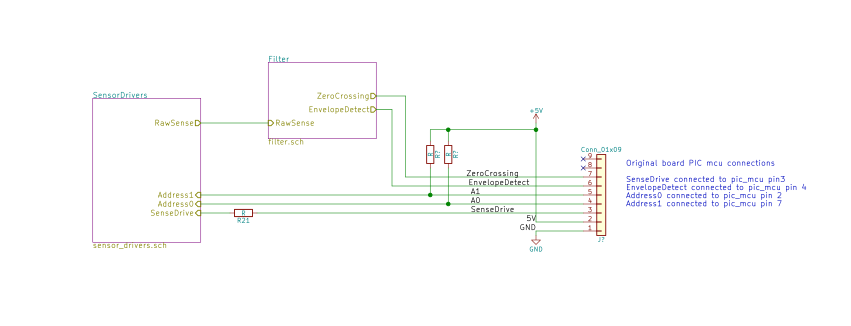 Filter
SensorDrivers
ZeroCrossing
EnvelopeDetect
RawSense
RawSense
filter.sch
+5V
R
R?
R
R?
Conn_01x09
9
8
7
6
5
4
3
2
1
J?
ZeroCrossing
EnvelopeDetect
A1
A0
SenseDrive
5V
GND
GND
Address1
Address0
SenseDrive
R
R21
sensor_drivers.sch
Original board PIC mcu connections
SenseDrive connected to pic_mcu pin3
EnvelopeDetect connected to pic_mcu pin 4
Address0 connected to pic_mcu pin 2
Address1 connected to pic_mcu pin 7